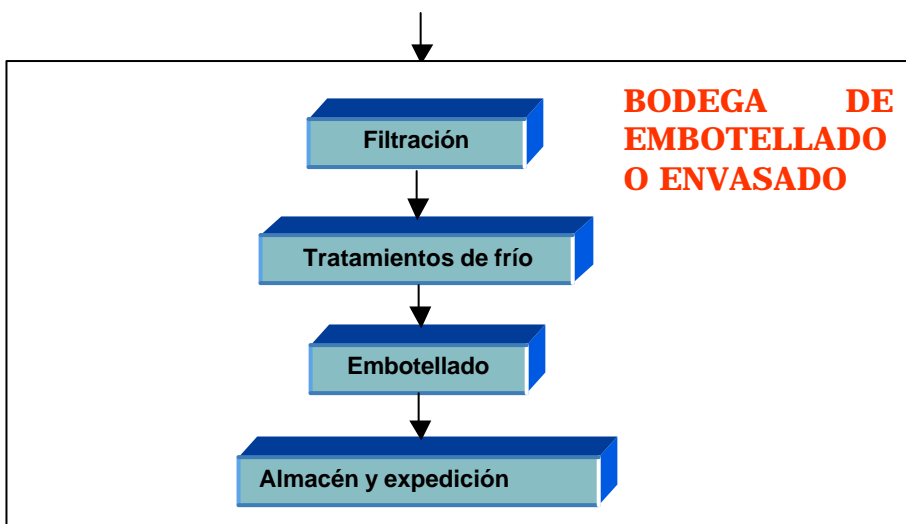 BODEGA DE
EMBOTELLADO
O ENVASADO
Filtración
Tratamientos de frío
Embotellado
Almacén y expedición